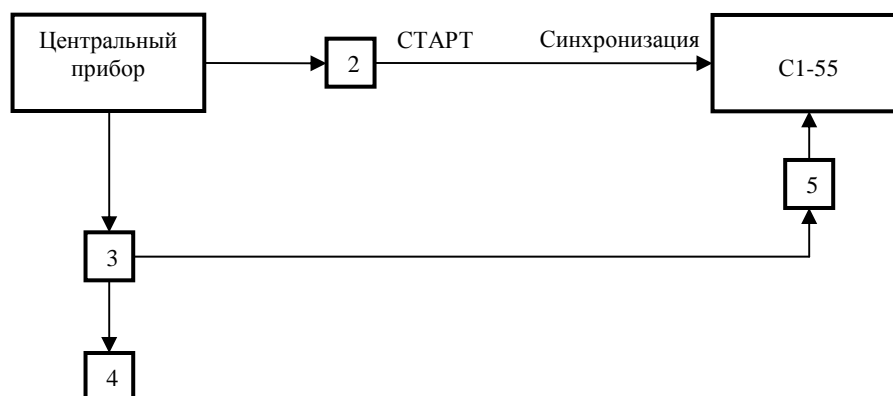 Центральный
прибор
2
СТАРТ
Синхронизация
С1-55
5
3
4